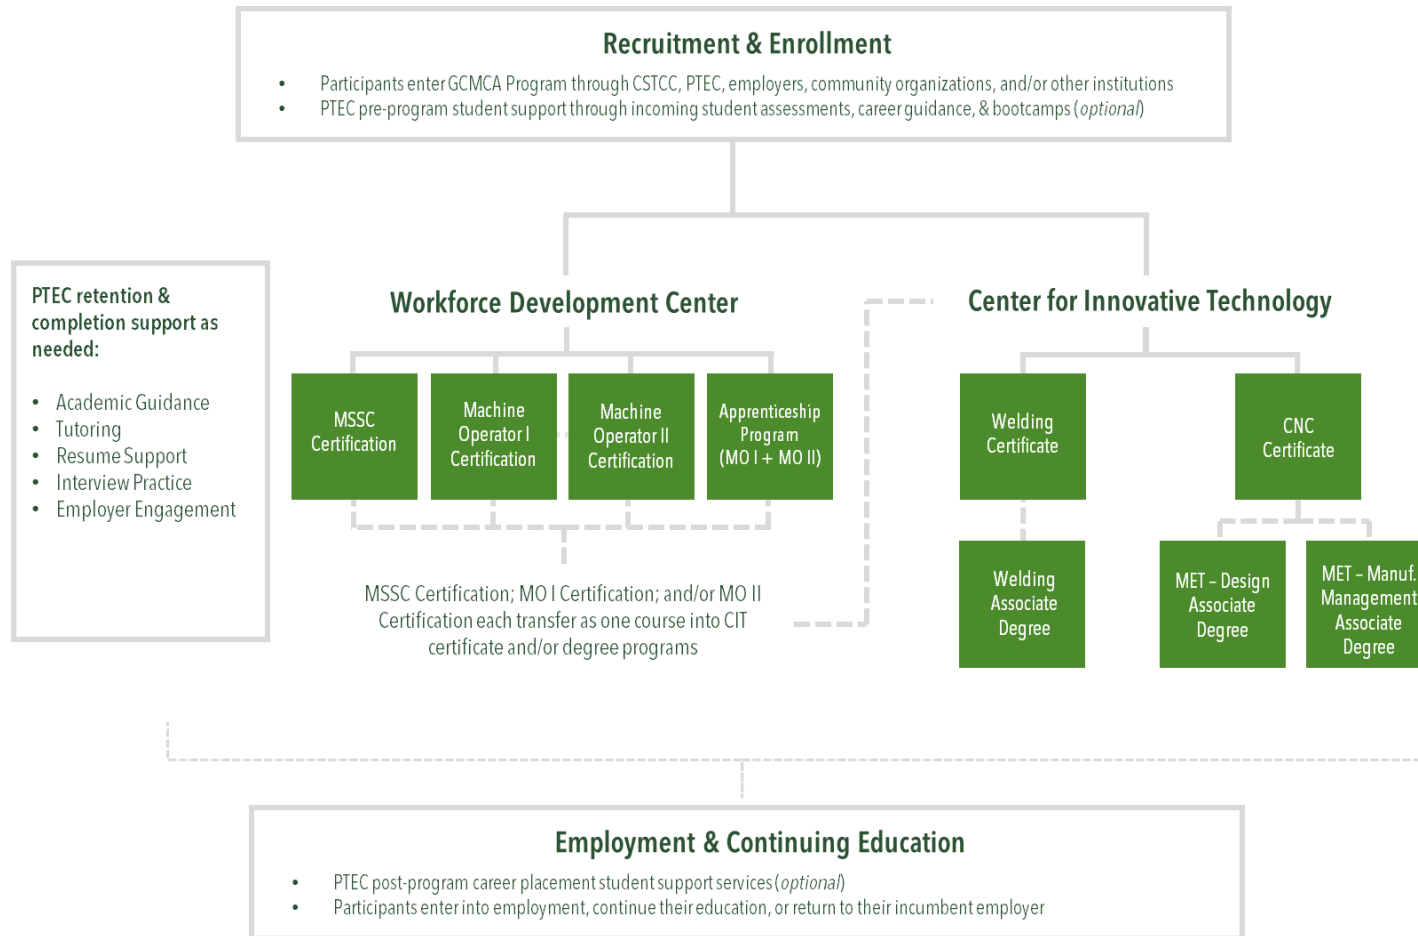 Recruitment & Enrollment
• Participants enter GCMCA Program through CSTCC, PTEC, employers, community organizations, and/or other institutions
• PTEC pre-program student support through incoming student assessments, career guidance, & bootcamps (optional)
PTEC retention &
completion support as
needed:
• Academic Guidance
• Tutoring
• Resume Support
• Interview Practice
• Employer Engagement
Workforce Development Center
MSSC
Certification
Machine
Operator I
Certification
Machine
Operator II
Certification
Apprenticeship
Program
(MO I + MO II)
MSSC Certification; MO I Certification; and/or MO II
Certification each transfer as one course into CIT
certificate and/or degree programs
Center for Innovative Technology
Welding
Certificate
CNC
Certificate
Welding
Associate
Degree
MET – Design
Associate
Degree
MET – Manuf.
Management
Associate
Degree
Employment & Continuing Education
• PTEC post-program career placement student support services (optional)
• Participants enter into employment, continue their education, or return to their incumbent employer